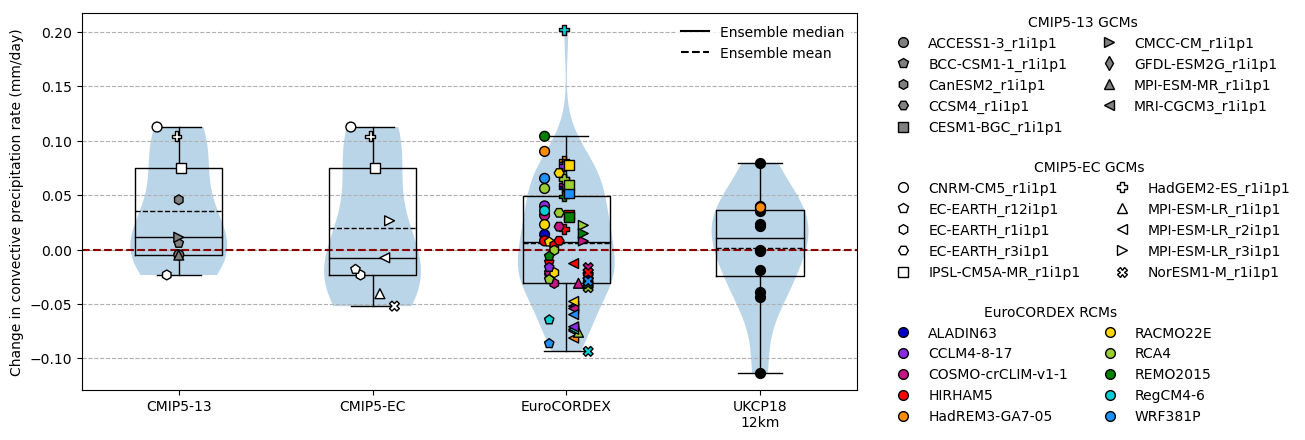 Change in convective precipitation rate (mm/day)
0.20
0.15
0.10
0.05
0.00
−0.05
−0.10
CMIP5-13
CMIP5-EC
EuroCORDEX
UKCP18
12km
Ensemble median
Ensemble mean
CMIP5-13 GCMs
ACCESS1-3_r1i1p1
BCC-CSM1-1_r1i1p1
CanESM2_r1i1p1
CCSM4_r1i1p1
CESM1-BGC_r1i1p1
CMCC-CM_r1i1p1
GFDL-ESM2G_r1i1p1
MPI-ESM-MR_r1i1p1
MRI-CGCM3_r1i1p1
CMIP5-EC GCMs
CNRM-CM5_r1i1p1
EC-EARTH_r12i1p1
EC-EARTH_r1i1p1
EC-EARTH_r3i1p1
IPSL-CM5A-MR_r1i1p1
HadGEM2-ES_r1i1p1
MPI-ESM-LR_r1i1p1
MPI-ESM-LR_r2i1p1
MPI-ESM-LR_r3i1p1
NorESM1-M_r1i1p1
EuroCORDEX RCMs
ALADIN63
CCLM4-8-17
COSMO-crCLIM-v1-1
HIRHAM5
HadREM3-GA7-05
RACMO22E
RCA4
REMO2015
RegCM4-6
WRF381P